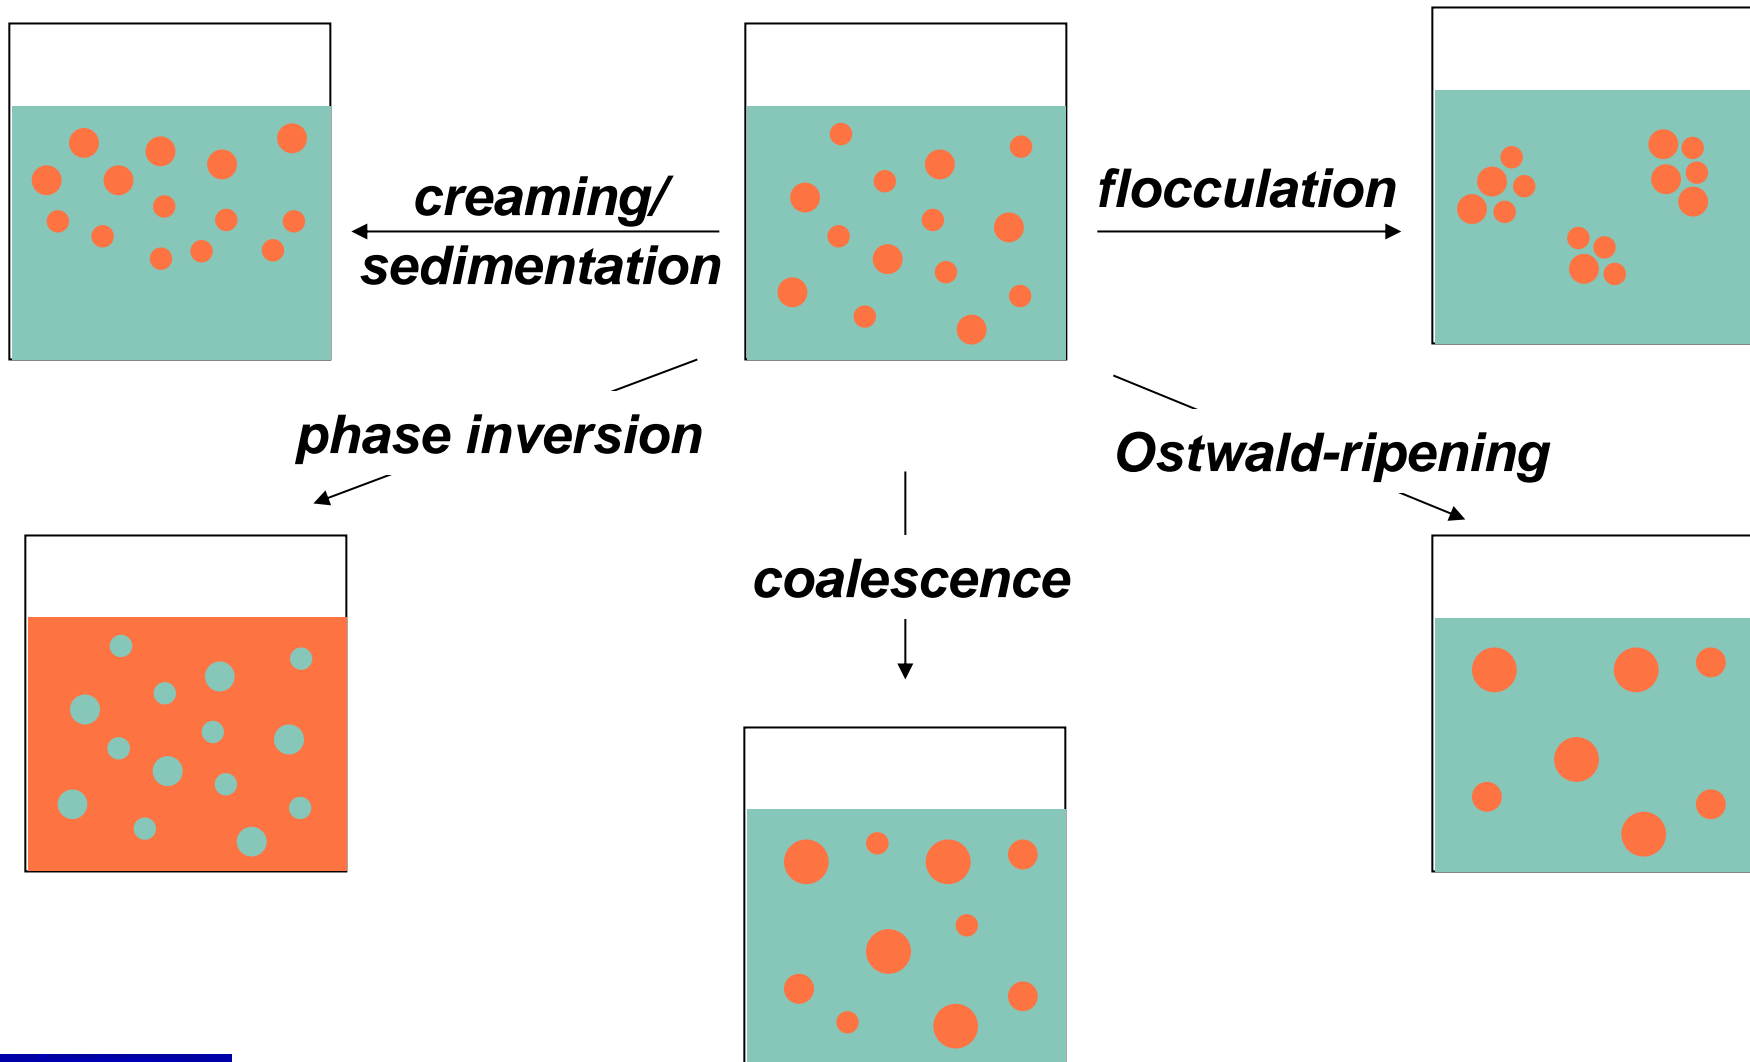 creaming/
sedimentation
flocculation
phase inversion
Ostwald-ripening
coalescence